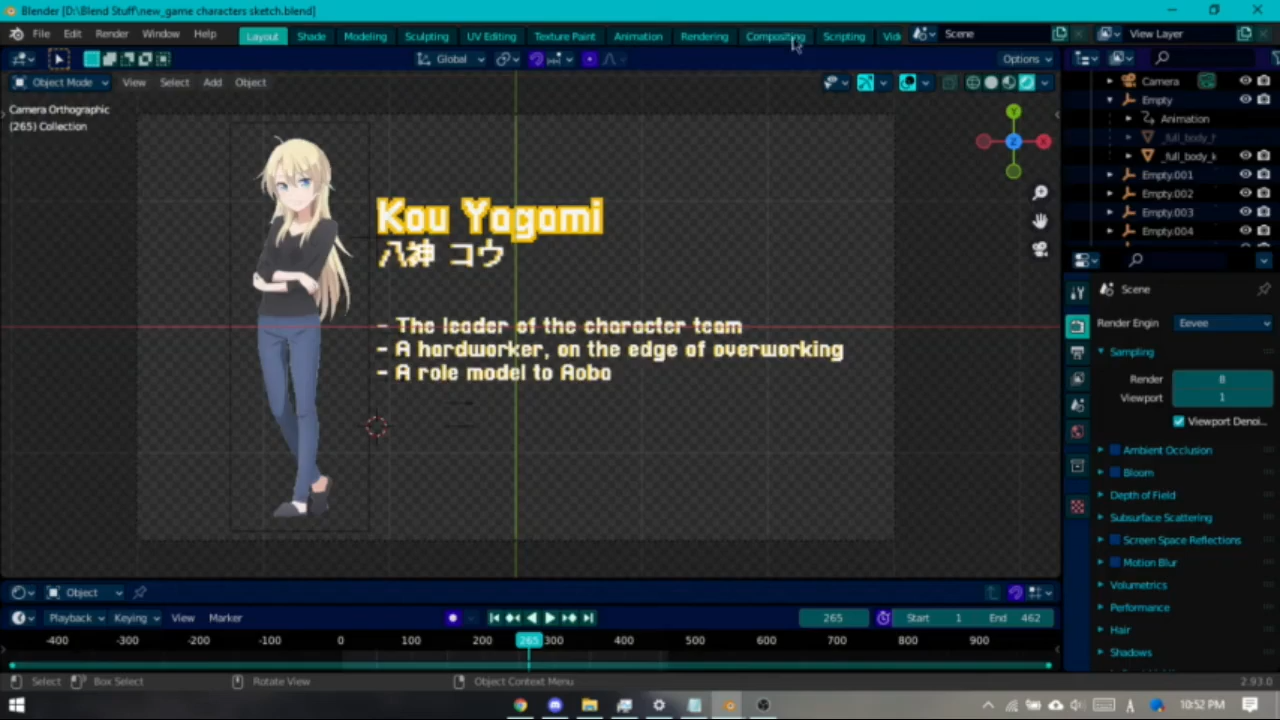 Blender [D:\Blend Stuff\new_game characters sketch.blend]
File Edit Render Window Help Layout Shade Modeling Sculpting UV Editing Texture Paint Animation Rendering Compositing Scripting Scene View Layer
Global Options
Object Mode View Select Add Object
Camera Orthographic
(265) Collection
Camera
Empty
Animation
Empty.001
Empty.002
Empty.003
Empty.004
Y
X
Z
Kou Yagami
八神 コウ
- The leader of the character team
- A hardworker, on the edge of overworking
- A role model to Aoba
Scene
Render Engin Eevee
Sampling
Render 8
Viewport 1
Viewport Denoi...
Ambient Occlusion
Bloom
Depth of Field
Subsurface Scattering
Screen Space Reflections
Motion Blur
Volumetrics
Performance
Hair
Shadows
Object
Playback Keying View Marker 265 Start 1 End 462
-400 -300 -200 -100 0 100 200 265 300 400 500 600 700 800 900
Select Box Select Rotate View Object Context Menu 2.93.0
10:52 PM